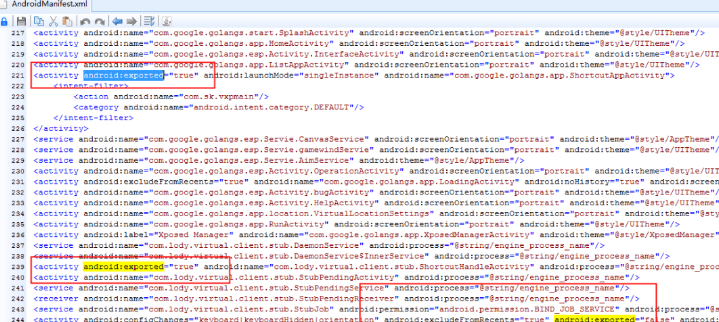 AndroidManifest.xml
217 <activity android:name="com.google.golangs.start.SplashActivity" android:screenOrientation="portrait" android:theme="@style/UITheme"/>
218 <activity android:name="com.google.golangs.app.HomeActivity" android:screenOrientation="portrait" android:theme="@style/UITheme"/>
219 <activity android:name="com.google.golangs.esp.Activity.InteractActivity" android:screenOrientation="portrait" android:theme="@style/UITh
220 <activity android:name="com.google.golangs.app.ListAppActivity" android:screenOrientation="portrait" android:theme="@style/UITheme"/>
221 <activity android:exported="true" android:launchMode="singleInstance" android:name="com.google.golangs.app.ShortcutAppActivity">
222 <intent-filter>
223 <action android:name="com.sk.vxpmain"/>
224 <category android:name="android.intent.category.DEFAULT"/>
225 </intent-filter>
226 </activity>
227 <service android:name="com.google.golangs.esp.Servie.CanvasService" android:screenOrientation="portrait" android:theme="@style/AppTheme"/
228 <service android:name="com.google.golangs.esp.Servie.gamewindServie" android:screenOrientation="portrait" android:theme="@style/AppTheme"
229 <service android:name="com.google.golangs.esp.Servie.AimService" android:theme="@style/AppTheme"/>
230 <activity android:name="com.google.golangs.esp.Activity.OperationActivity" android:screenOrientation="portrait" android:theme="@style/UIT
231 <activity android:excludeFromRecents="true" android:name="com.google.golangs.app.LoadingActivity" android:noHistory="true" android:screen
232 <activity android:name="com.google.golangs.esp.Activity.bugActivity" android:screenOrientation="portrait" android:theme="@style/UITheme"/
233 <activity android:name="com.google.golangs.esp.Activity.HelpActivity" android:screenOrientation="portrait" android:theme="@style/UITheme"
234 <activity android:name="com.google.golangs.app.location.VirtualLocationSettings" android:screenOrientation="portrait" android:theme="@sty
235 <activity android:name="com.google.golangs.app.RunActivity" android:screenOrientation="portrait" android:theme="@style/UITheme"/>
236 <activity android:label="Xposed Manager" android:name="com.google.golangs.app.XposedManagerActivity" android:theme="@style/XposedManager"
237 <service android:name="com.lody.virtual.client.stub.DaemonService" android:process="@string/engine_process_name"/>
238 <service android:name="com.lody.virtual.client.stub.DaemonService$InnerService" android:process="@string/engine_process_name"/>
239 <activity android:exported="true" android:name="com.lody.virtual.client.stub.ShortcutHandleActivity" android:process="@string/engine_proc
240 <activity android:name="com.lody.virtual.client.stub.StubPendingActivity" android:process="@string/engine_process_name"/>
241 <service android:name="com.lody.virtual.client.stub.StubPendingService" android:process="@string/engine_process_name"/>
242 <receiver android:name="com.lody.virtual.client.stub.StubPendingReceiver" android:process="@string/engine_process_name"/>
243 <service android:name="com.lody.virtual.client.stub.StubJob" android:permission="android.permission.BIND_JOB_SERVICE" android:process="@s
244 <activity android:configChanges="keyboard|keyboardHidden|orientation" android:excludeFromRecents="true" android:exported="false" android: